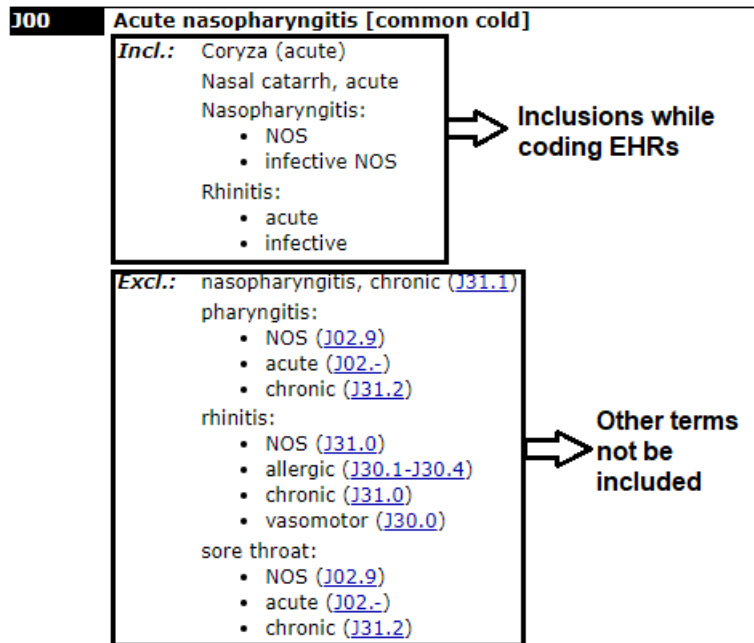 J00 Acute nasopharyngitis [common cold]
Incl.: Coryza (acute)
Nasal catarrh, acute
Nasopharyngitis:
• NOS
• infective NOS
Rhinitis:
• acute
• infective
Inclusions while
coding EHRs
Excl.: nasopharyngitis, chronic (J31.1)
pharyngitis:
• NOS (J02.9)
• acute (J02.-)
• chronic (J31.2)
rhinitis:
• NOS (J31.0)
• allergic (J30.1-J30.4)
• chronic (J31.0)
• vasomotor (J30.0)
sore throat:
• NOS (J02.9)
• acute (J02.-)
• chronic (J31.2)
Other terms
not be
included